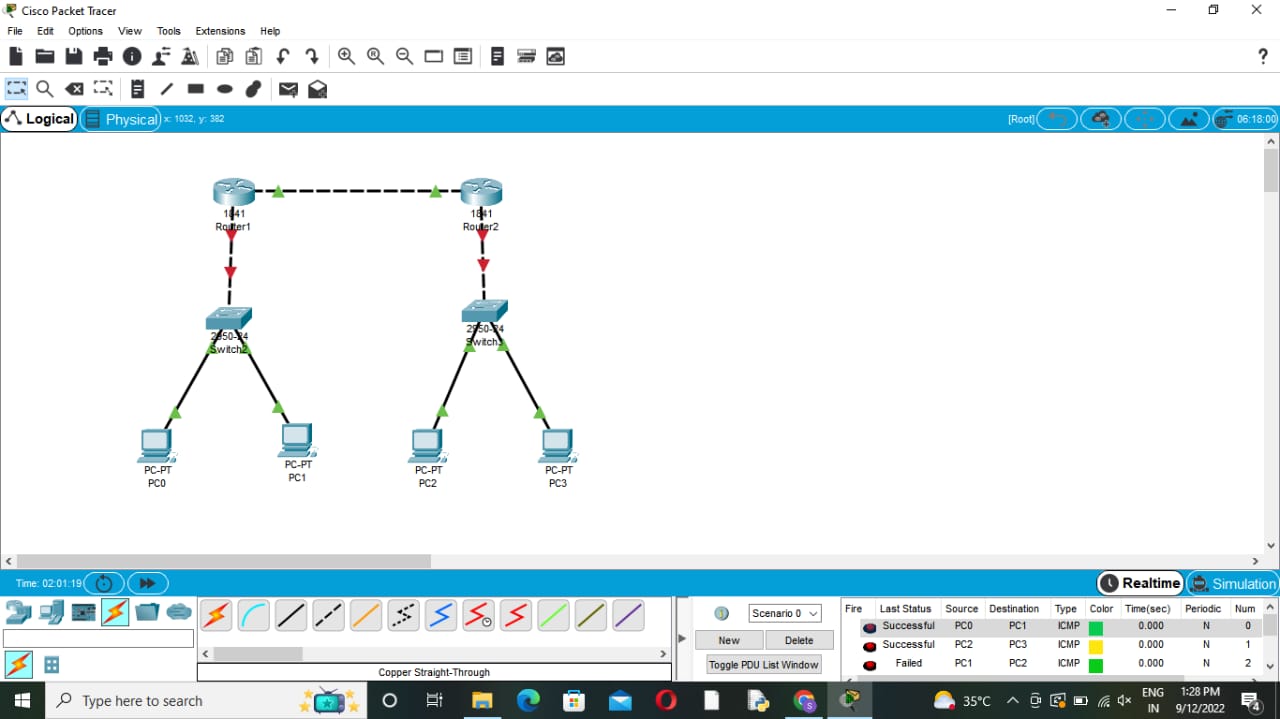 Cisco Packet Tracer
File Edit Options View Tools Extensions Help
?
Logical Physical x: 1032, y: 382 [Root] 06:18:00
1841
Router1
1841
Router2
2950-24
Switch2
2950-24
Switch3
PC-PT
PC0
PC-PT
PC1
PC-PT
PC2
PC-PT
PC3
Time: 02:01:19 Realtime Simulation
Scenario 0
New Delete
Toggle PDU List Window
Fire Last Status Source Destination Type Color Time(sec) Periodic Num
Successful PC0 PC1 ICMP 0.000 N 0
Successful PC2 PC3 ICMP 0.000 N 1
Failed PC1 PC2 ICMP 0.000 N 2
Copper Straight-Through
Type here to search
35°C
ENG
IN
1:28 PM
9/12/2022
4